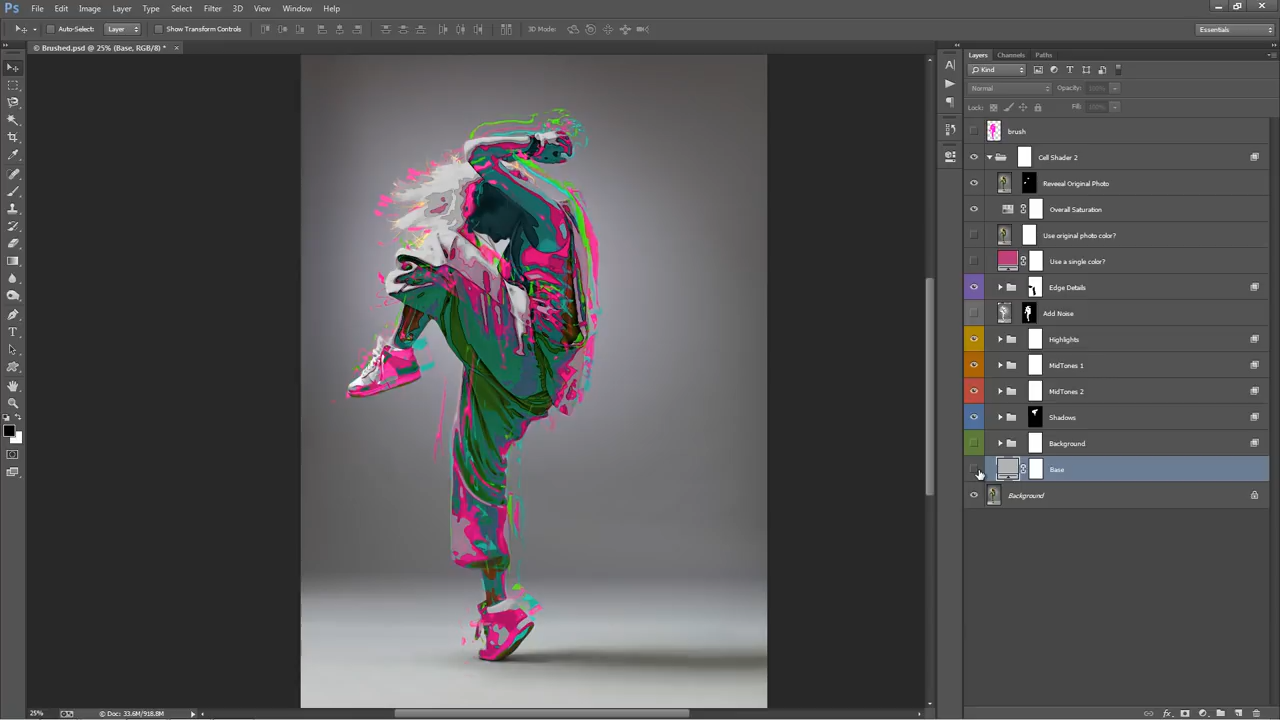 Ps File Edit Image Layer Type Select Filter 3D View Window Help
Auto-Select: Layer Show Transform Controls 3D Mode: Essentials
© Brushed.psd @ 25% (Base, RGB/8) * ×
Layers Channels Paths
Kind
Normal Opacity: 100%
Lock: Fill: 100%
brush
Cell Shader 2
Reveual Original Photo
Overall Saturation
Use original photo color?
Use a single color?
Edge Details
Add Noise
Highlights
MidTones 1
MidTones 2
Shadows
Background
Base
Background
25% Doc: 33.6M/918.8M